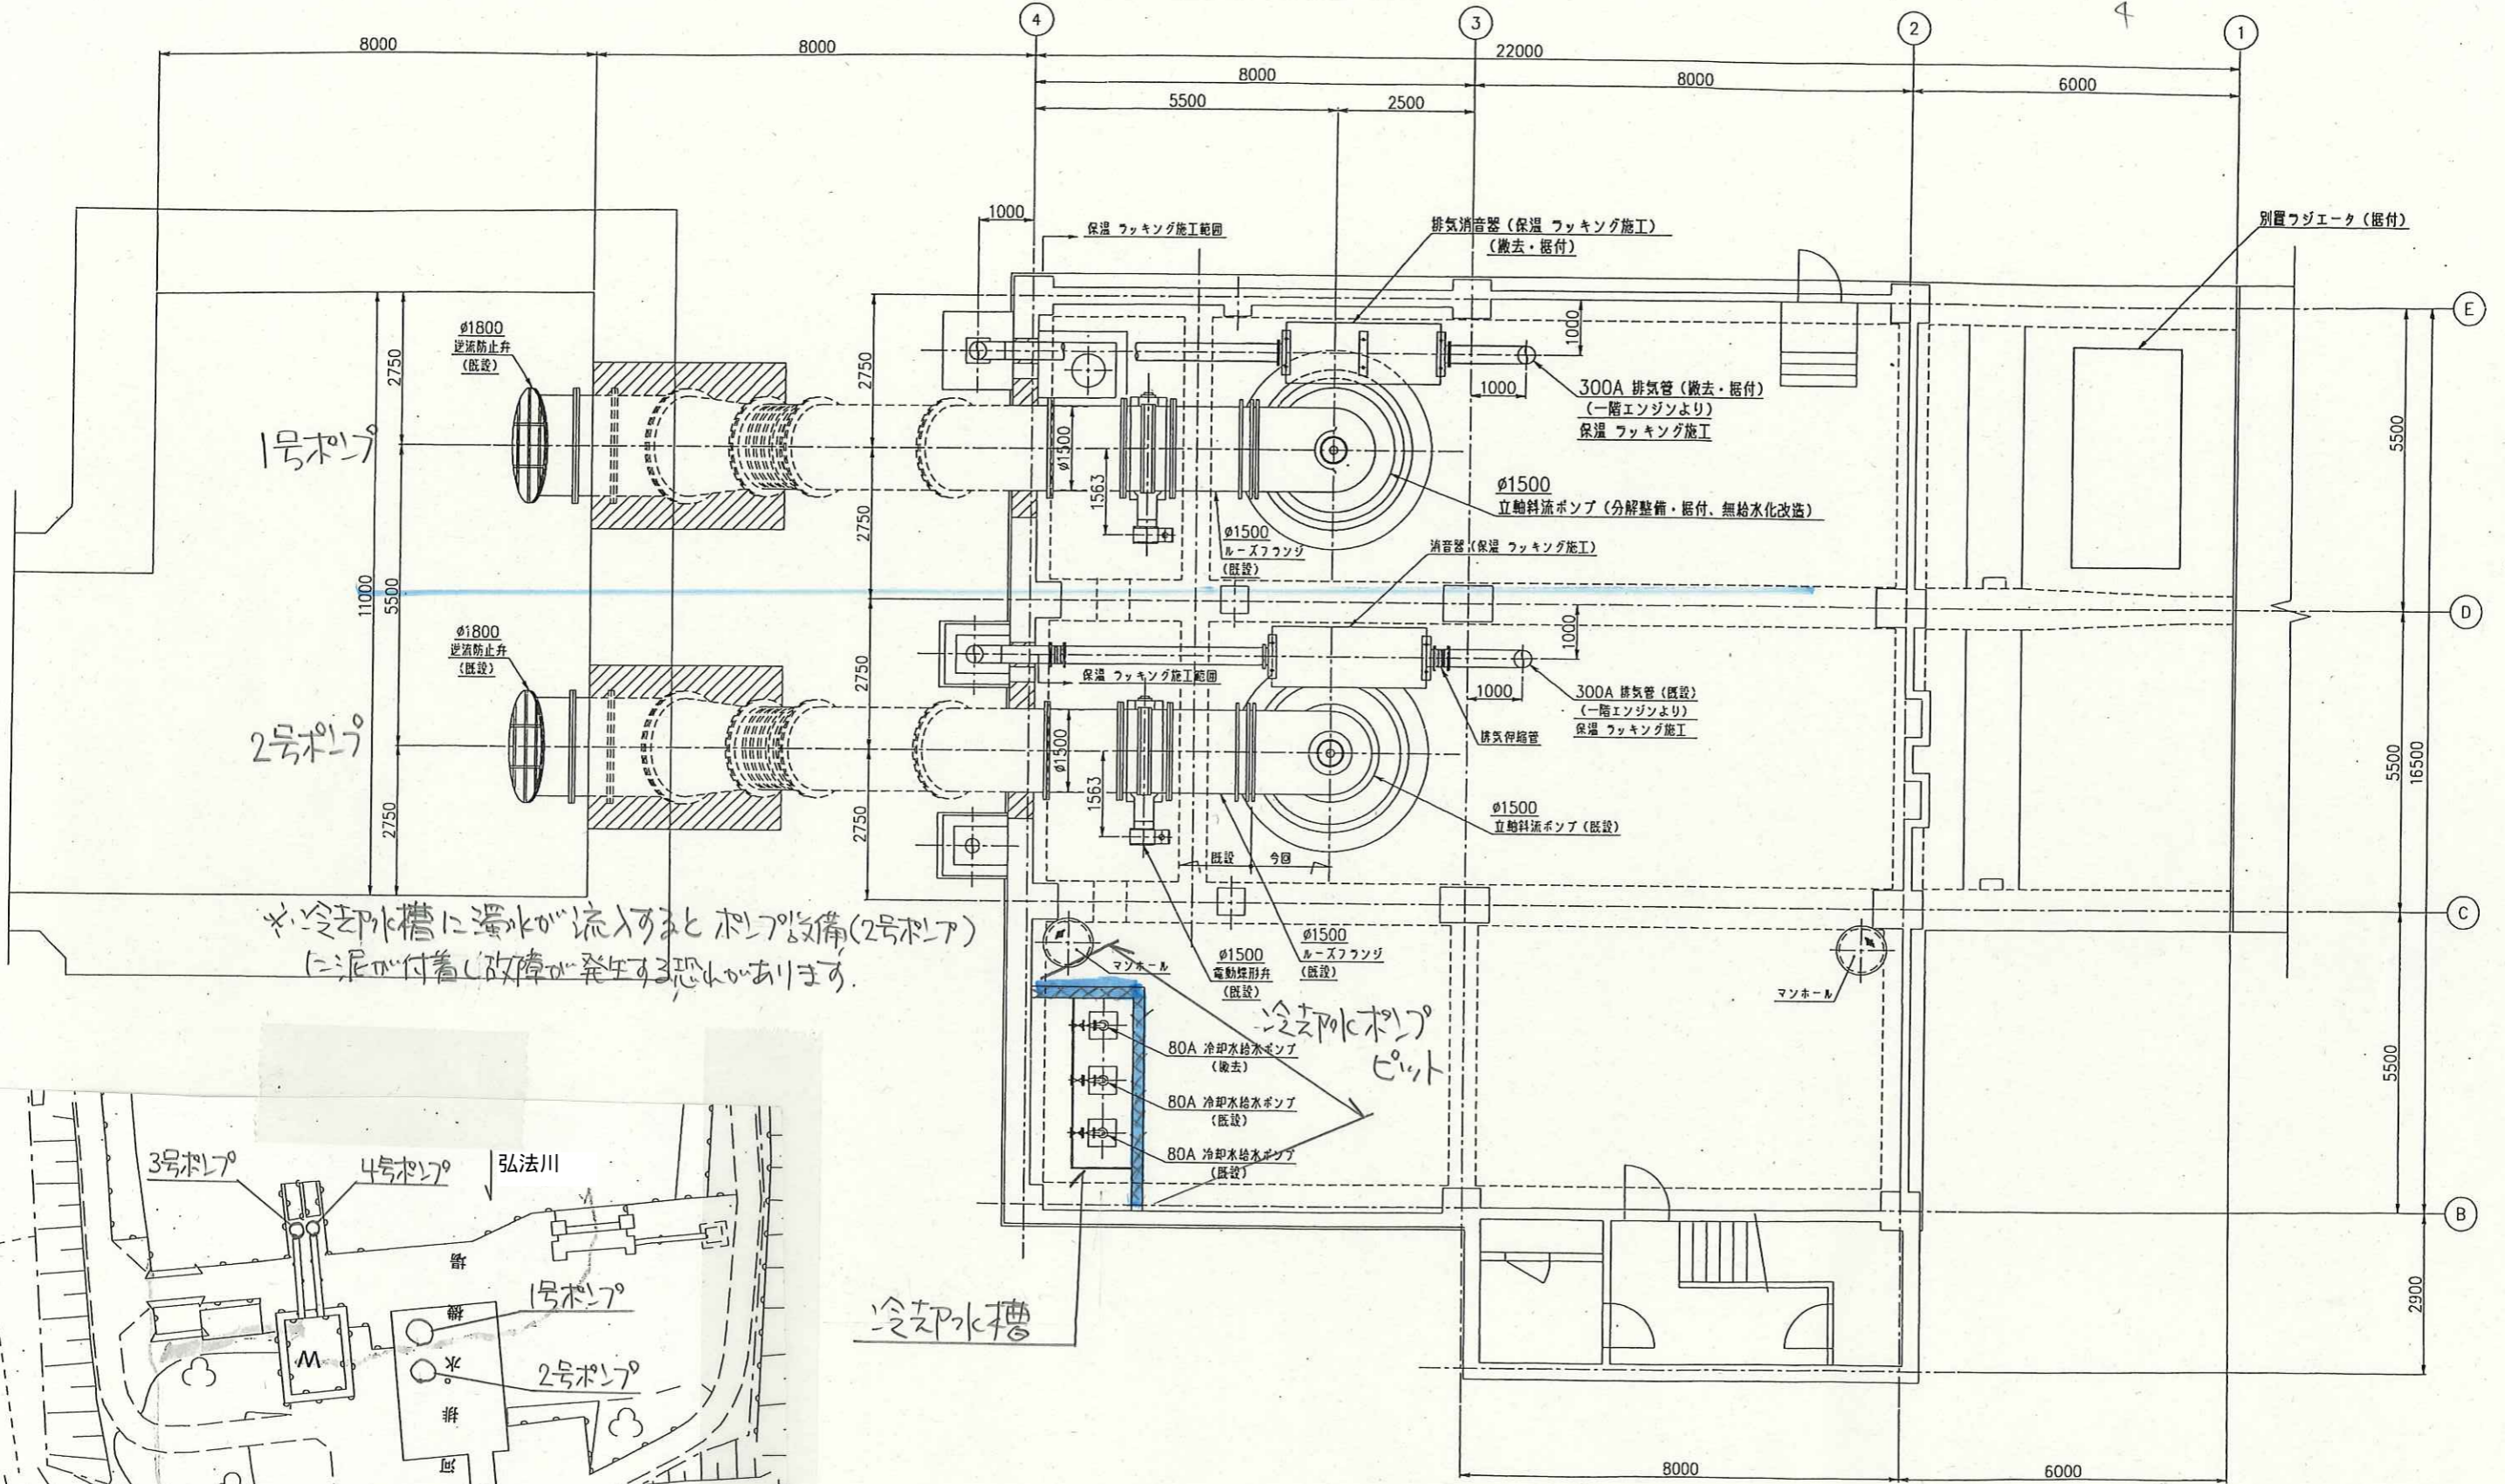 4
④
③
②
①
8000
8000
22000
8000
8000
6000
5500
2500
1000
保温 ラッキング施工範囲
排気消音器（保温 ラッキング施工）
（撤去・据付）
別置ラジエータ（据付）
E
ø1800
逆流防止弁
（既設）
2750
2750
1000
1000
300A 排気管（撤去・据付）
（一階エンジンより）
保温 ラッキング施工
5500
1号ポンプ
ø1500
1563
2750
ø1500
立軸斜流ポンプ（分解整備・据付、無給水化改造）
ø1500
ルーズフランジ
（既設）
消音器（保温 ラッキング施工）
11000
5500
D
ø1800
逆流防止弁
（既設）
2750
1000
保温 ラッキング施工範囲
1000
300A 排気管（既設）
（一階エンジンより）
保温 ラッキング施工
排気伸縮管
2号ポンプ
ø1500
1563
2750
2750
5500
16500
ø1500
立軸斜流ポンプ（既設）
既設
今回
C
※冷却水槽に濁水が流入すると ポンプ設備(2号ポンプ)
に泥が付着し故障が発生する恐れがあります。
マンホール
ø1500
電動蝶形弁
（既設）
ø1500
ルーズフランジ
（既設）
マンホール
冷却水ポンプ
ピット
80A 冷却水給水ポンプ
（撤去）
80A 冷却水給水ポンプ
（既設）
80A 冷却水給水ポンプ
（既設）
5500
B
2900
冷却水槽
8000
6000
3号ポンプ
4号ポンプ
弘法川
1号ポンプ
2号ポンプ
W
場
機
水
排
河